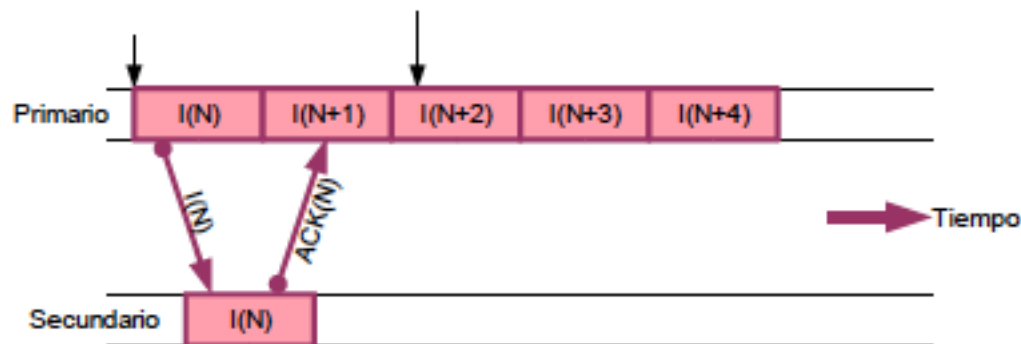 Primario I(N) I(N+1) I(N+2) I(N+3) I(N+4)
I(N) ACK(N)
Tiempo
Secundario I(N)